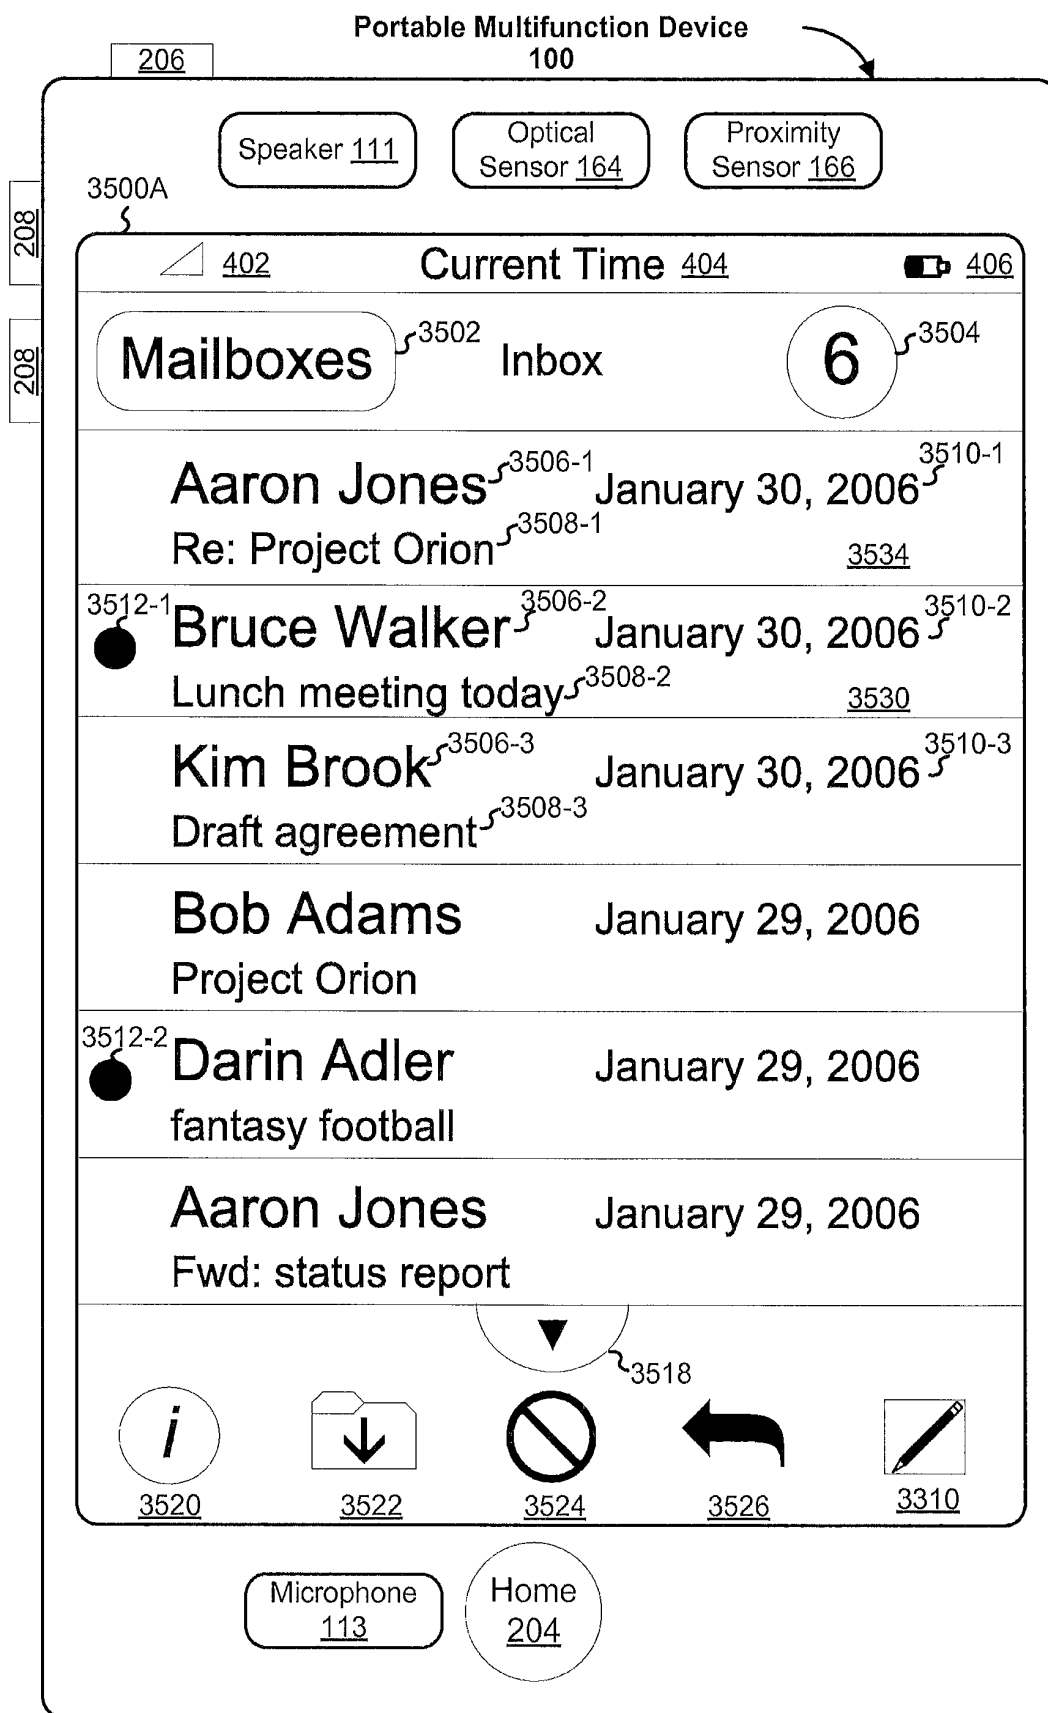 Portable Multifunction Device
100
206
Speaker 111
Optical
Sensor 164
Proximity
Sensor 166
3500A
208
402
Current Time 404
406
208
Mailboxes
3502
Inbox
6
3504
Aaron Jones 3506-1 January 30, 2006 3510-1
Re: Project Orion 3508-1
3534
3512-1 Bruce Walker 3506-2 January 30, 2006 3510-2
Lunch meeting today 3508-2
3530
Kim Brook 3506-3 January 30, 2006 3510-3
Draft agreement 3508-3
Bob Adams January 29, 2006
Project Orion
3512-2 Darin Adler January 29, 2006
fantasy football
Aaron Jones January 29, 2006
Fwd: status report
3518
i
3520 3522 3524 3526 3310
Microphone
113
Home
204